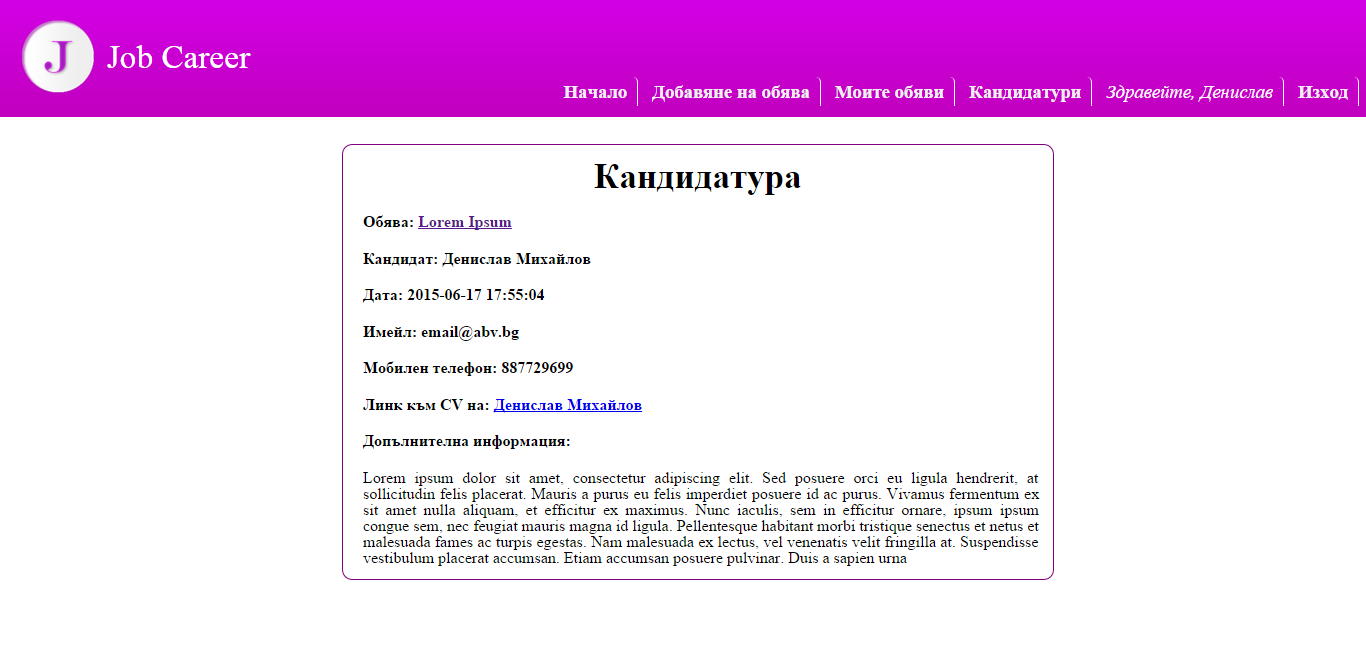 J
Job Career
Начало Добавяне на обява Моите обяви Кандидатури Здравейте, Денислав Изход
Кандидатура
Обява: Lorem Ipsum
Кандидат: Денислав Михайлов
Дата: 2015-06-17 17:55:04
Имейл: email@abv.bg
Мобилен телефон: 887729699
Линк към CV на: Денислав Михайлов
Допълнителна информация:
Lorem ipsum dolor sit amet, consectetur adipiscing elit. Sed posuere orci eu ligula hendrerit, at
sollicitudin felis placerat. Mauris a purus eu felis imperdiet posuere id ac purus. Vivamus fermentum ex
sit amet nulla aliquam, et efficitur ex maximus. Nunc iaculis, sem in efficitur ornare, ipsum ipsum
congue sem, nec feugiat mauris magna id ligula. Pellentesque habitant morbi tristique senectus et netus et
malesuada fames ac turpis egestas. Nam malesuada ex lectus, vel venenatis velit fringilla at. Suspendisse
vestibulum placerat accumsan. Etiam accumsan posuere pulvinar. Duis a sapien urna